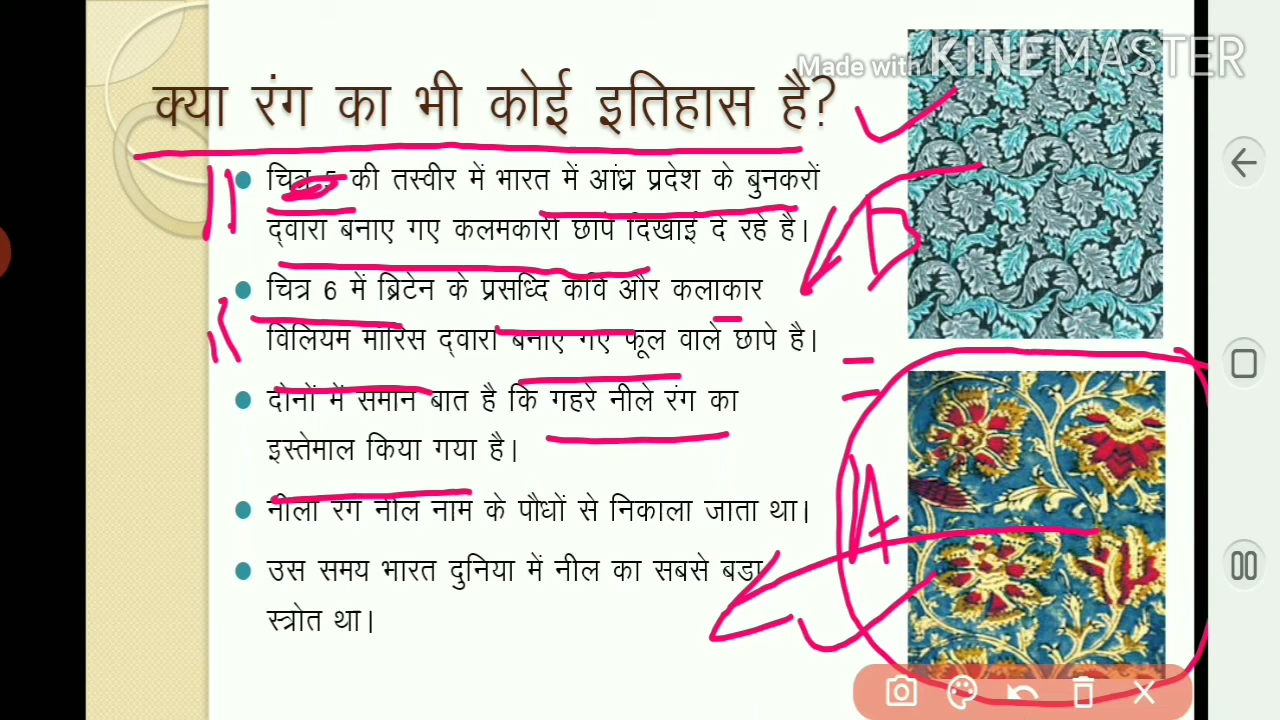 Made with KINEMASTER
क्या रंग का भी कोई इतिहास है?
चित्र 5 की तस्वीर में भारत में आंध्र प्रदेश के बुनकरों
द्वारा बनाए गए कलमकारी छापे दिखाई दे रहे है।
चित्र 6 में ब्रिटेन के प्रसध्दि कवि और कलाकार
विलियम मॉरिस द्वारा बनाए गए फूल वाले छापे है।
दोनों में समान बात है कि गहरे नीले रंग का
इस्तेमाल किया गया है।
नीला रंग नील नाम के पौधों से निकाला जाता था।
उस समय भारत दुनिया में नील का सबसे बडा
स्त्रोत था।
B
A